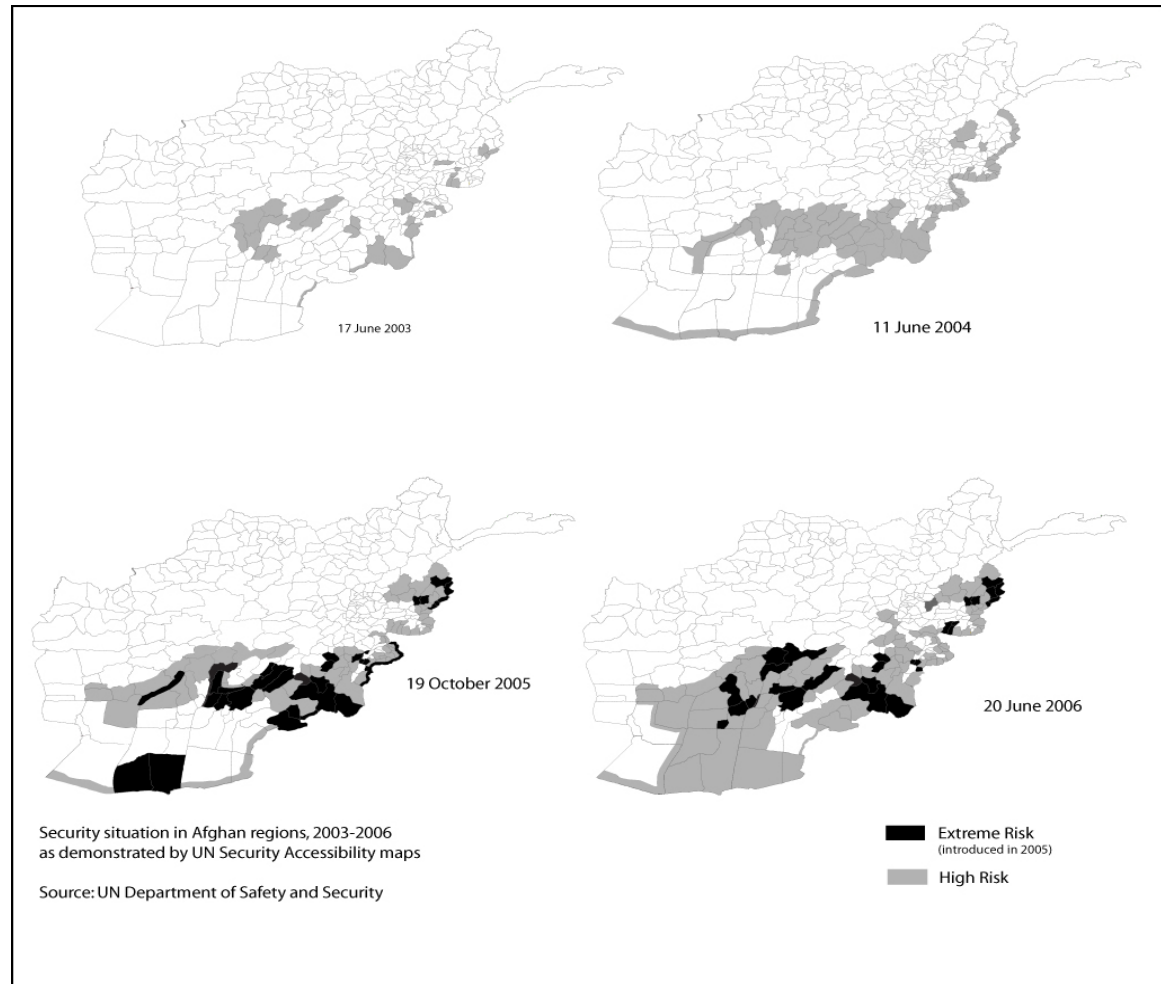 17 June 2003
11 June 2004
19 October 2005
20 June 2006
Security situation in Afghan regions, 2003-2006
as demonstrated by UN Security Accessibility maps
Source: UN Department of Safety and Security
Extreme Risk
(introduced in 2005)
High Risk